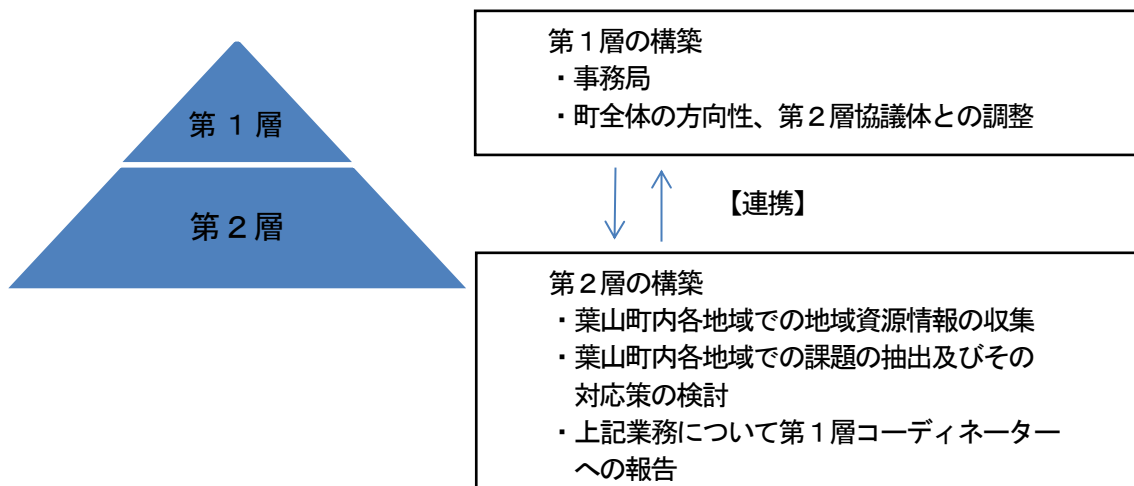 第１層
第２層
第１層の構築
・事務局
・町全体の方向性、第２層協議体との調整
【連携】
第２層の構築
・葉山町内各地域での地域資源情報の収集
・葉山町内各地域での課題の抽出及びその
対応策の検討
・上記業務について第１層コーディネーター
への報告